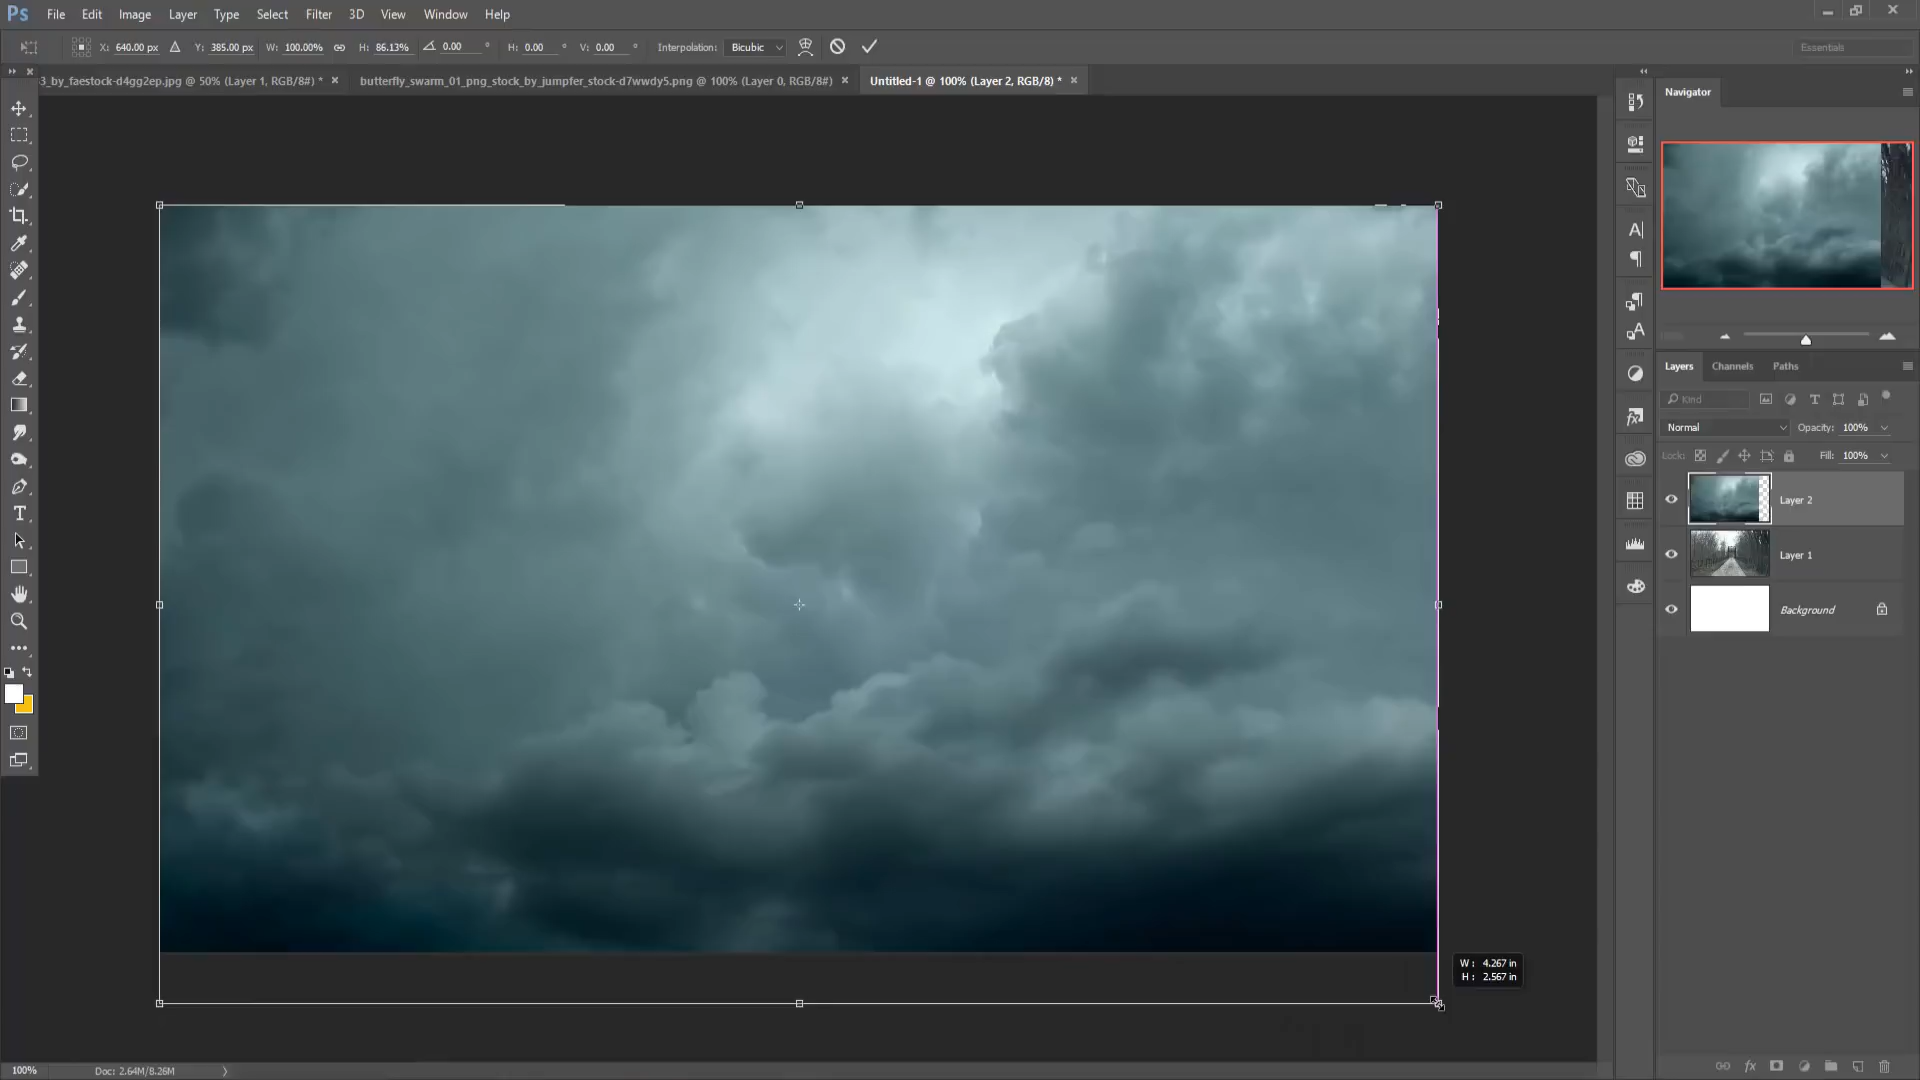 Ps File Edit Image Layer Type Select Filter 3D View Window Help
X: 640.00 px Y: 385.00 px W: 100.00% H: 86.13% 0.00 ° H: 0.00 ° V: 0.00 ° Interpolation: Bicubic Essentials
3_by_faestock-d4gg2ep.jpg @ 50% (Layer 1, RGB/8#) * × butterfly_swarm_01_png_stock_by_jumpfer_stock-d7wwdy5.png @ 100% (Layer 0, RGB/8#) × Untitled-1 @ 100% (Layer 2, RGB/8) * ×
Navigator
Layers Channels Paths
Kind
Normal Opacity: 100%
Lock: Fill: 100%
Layer 2
Layer 1
Background
W: 4.267 in
H: 2.567 in
100% Doc: 2.64M/8.26M